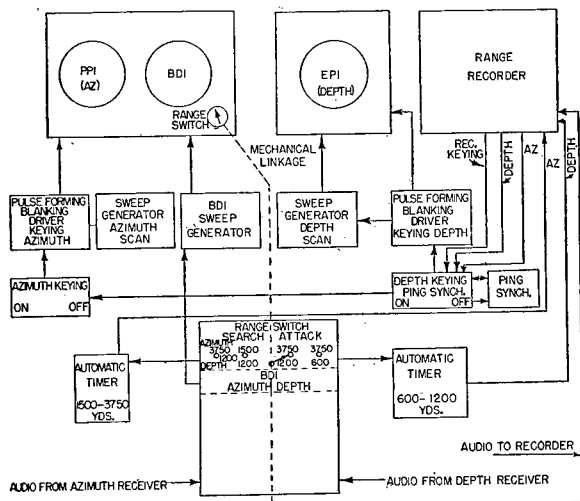 PPI
(AZ)
BDI
RANGE
SWITCH
EPI
(DEPTH)
RANGE
RECORDER
MECHANICAL
LINKAGE
REC.
KEYING
DEPTH
AZ
AZ
DEPTH
PULSE FORMING
BLANKING
DRIVER
KEYING
AZIMUTH
SWEEP
GENERATOR
AZIMUTH
SCAN
BDI
SWEEP
GENERATOR
SWEEP
GENERATOR
DEPTH
SCAN
PULSE FORMING
BLANKING
DRIVER
KEYING DEPTH
AZIMUTH KEYING
ON OFF
DEPTH KEYING
PING SYNCH.
ON OFF
PING
SYNCH.
RANGE SWITCH
SEARCH ATTACK
AZIMUTH
3750 1500 3750 3750
1200
DEPTH 1200 1200 600
BDI
AZIMUTH DEPTH
AUTOMATIC
TIMER
1500-3750
YDS.
AUTOMATIC
TIMER
600-1200
YDS.
AUDIO TO RECORDER
AUDIO FROM AZIMUTH RECEIVER
AUDIO FROM DEPTH RECEIVER